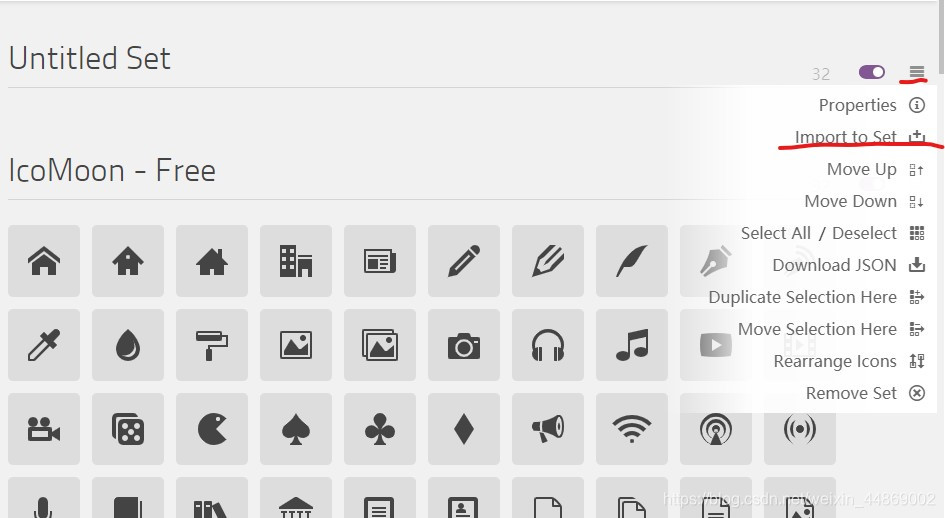 Untitled Set
32
Properties
Import to Set
IcoMoon - Free
Move Up
Move Down
Select All / Deselect
Download JSON
Duplicate Selection Here
Move Selection Here
Rearrange Icons
Remove Set
https://blog.csdn.net/weixin_44869002